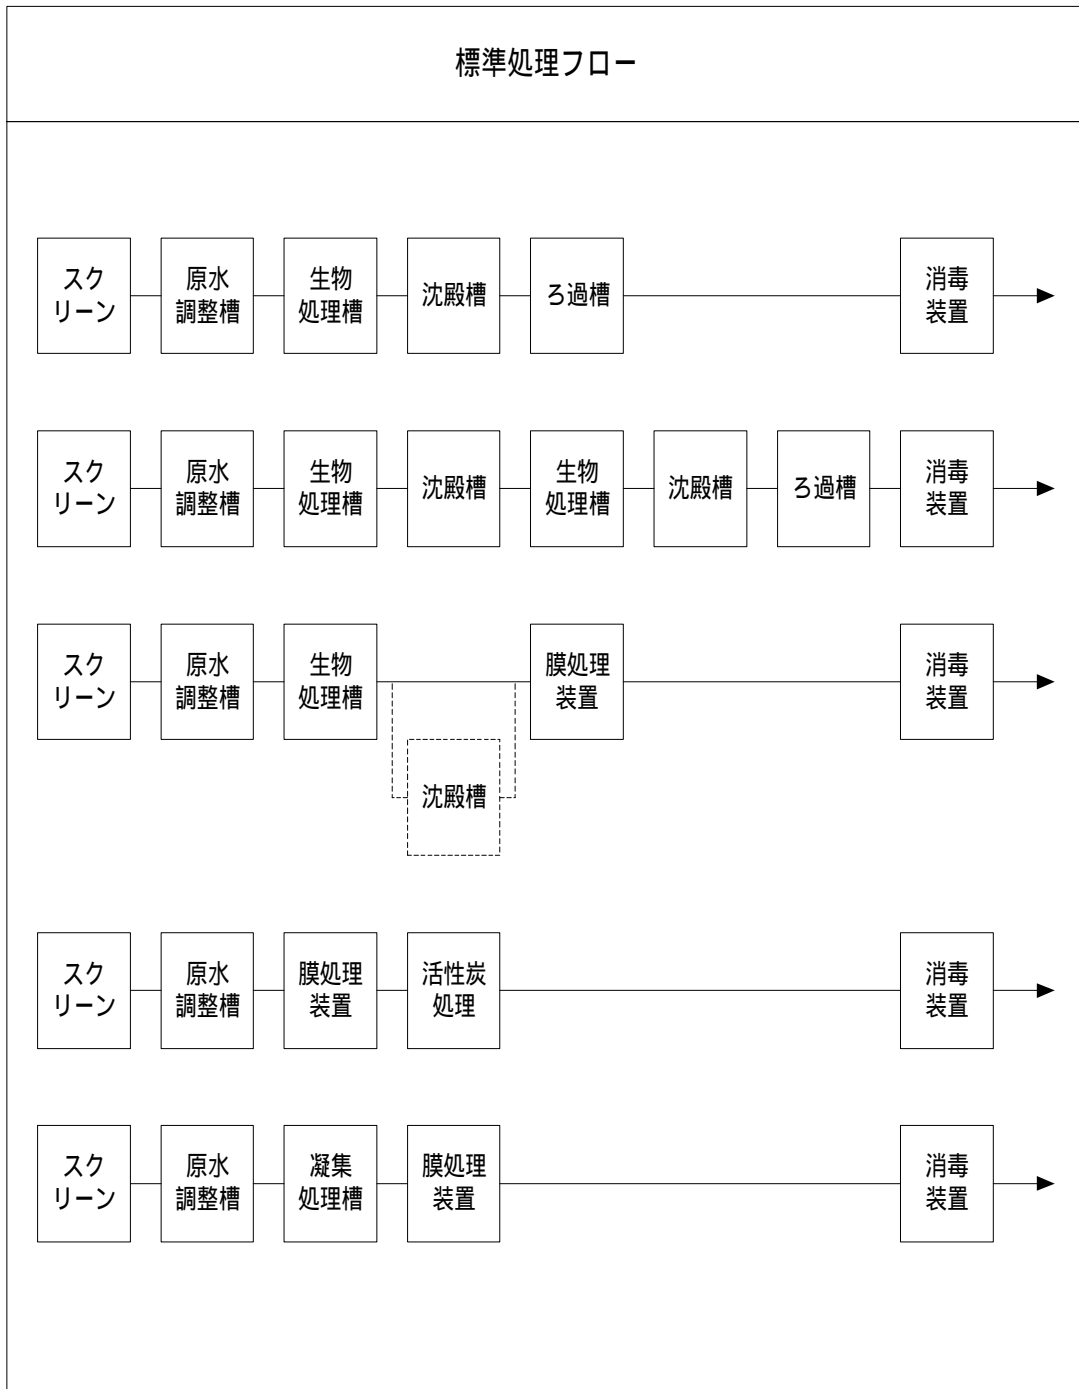 標準処理フロー
スク
リーン
原水
調整槽
生物
処理槽
沈殿槽
ろ過槽
消毒
装置
スク
リーン
原水
調整槽
生物
処理槽
沈殿槽
生物
処理槽
沈殿槽
ろ過槽
消毒
装置
スク
リーン
原水
調整槽
生物
処理槽
沈殿槽
膜処理
装置
消毒
装置
スク
リーン
原水
調整槽
膜処理
装置
活性炭
処理
消毒
装置
スク
リーン
原水
調整槽
凝集
処理槽
膜処理
装置
消毒
装置